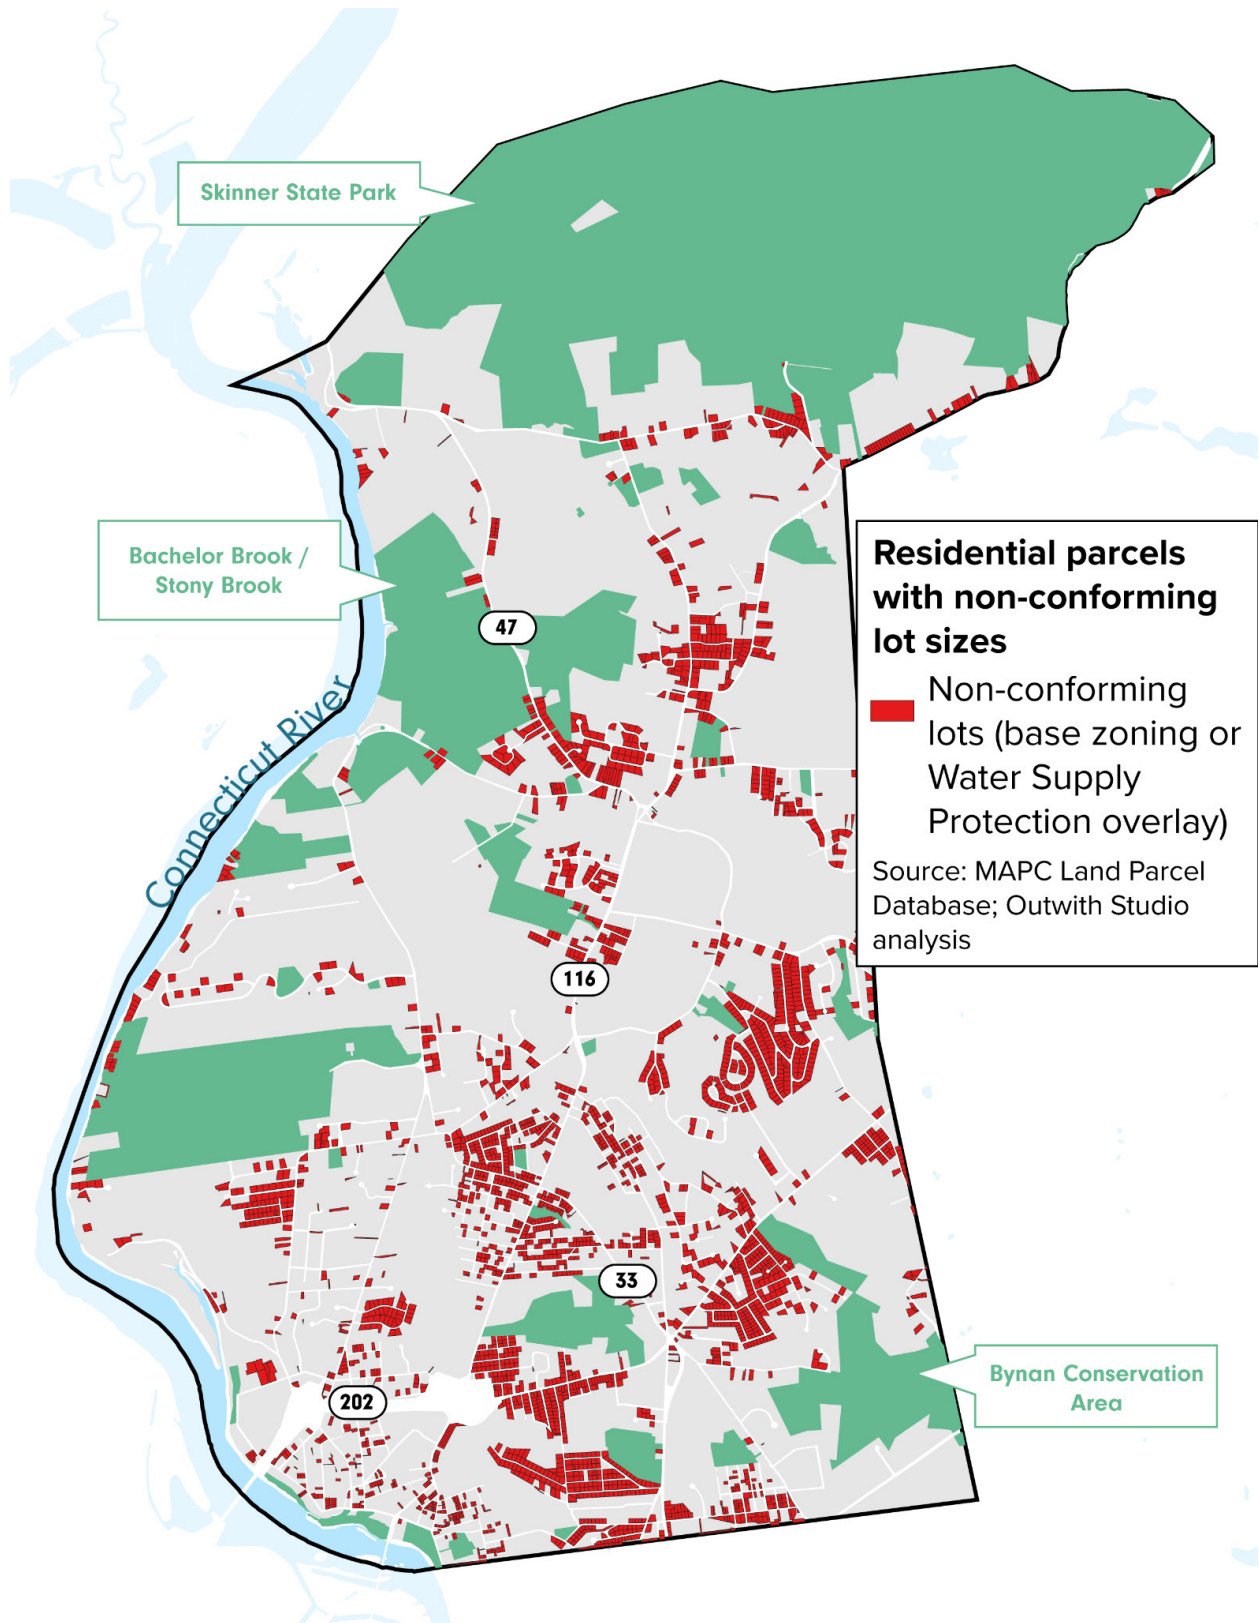 Skinner State Park
Bachelor Brook /
Stony Brook
47
Connecticut River
Residential parcels
with non-conforming
lot sizes
Non-conforming
lots (base zoning or
Water Supply
Protection overlay)
Source: MAPC Land Parcel
Database; Outwith Studio
analysis
116
33
Bynan Conservation
Area
202